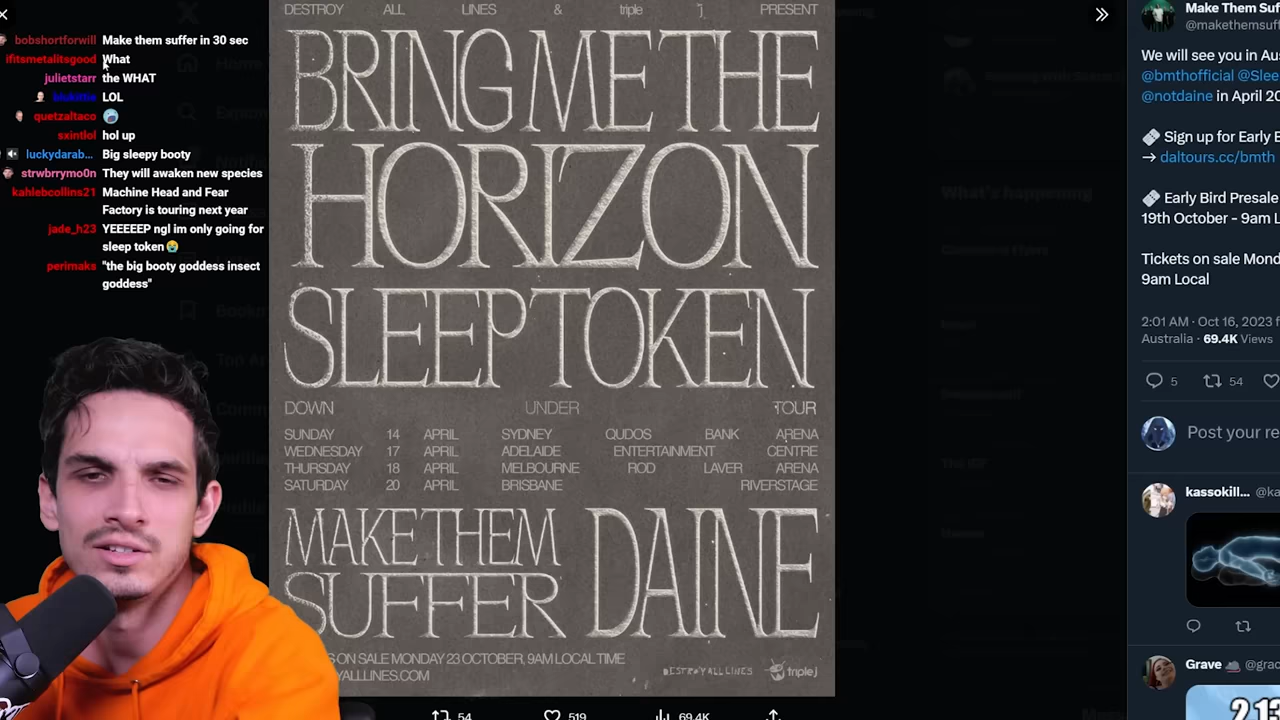 bobshortforwill Make them suffer in 30 sec
ifitsmetalitsgood What
julietstarr the WHAT
LOL
quetzaltaco
sxintlol hol up
luckydarab... Big sleepy booty
strwbrrymo0n They will awaken new species
kahlebcollins21 Machine Head and Fear
Factory is touring next year
jade_h23 YEEEEEP ngl im only going for
sleep token😭
perimaks "the big booty goddess insect
goddess"
DESTROY ALL LINES & triple j PRESENT
BRING ME THE
HORIZON
SLEEP TOKEN
DOWN UNDER TOUR
SUNDAY 14 APRIL SYDNEY QUDOS BANK ARENA
WEDNESDAY 17 APRIL ADELAIDE ENTERTAINMENT CENTRE
THURSDAY 18 APRIL MELBOURNE ROD LAVER ARENA
SATURDAY 20 APRIL BRISBANE RIVERSTAGE
MAKE THEM
SUFFER
DAINE
S ON SALE MONDAY 23 OCTOBER, 9AM LOCAL TIME
YALLLINES.COM
DESTROY ALL LINES
triple j
54 519 69.4K
What's happening
Make Them Suf
@makethemsuf
We will see you in Aus
@bmthofficial @Slee
@notdaine in April 20
Sign up for Early B
→ daltours.cc/bmth
Early Bird Presale
19th October - 9am L
Tickets on sale Mond
9am Local
2:01 AM · Oct 16, 2023 f
Australia · 69.4K Views
5 54
Post your re
kassokill... @ka
Grave @grac
2:13